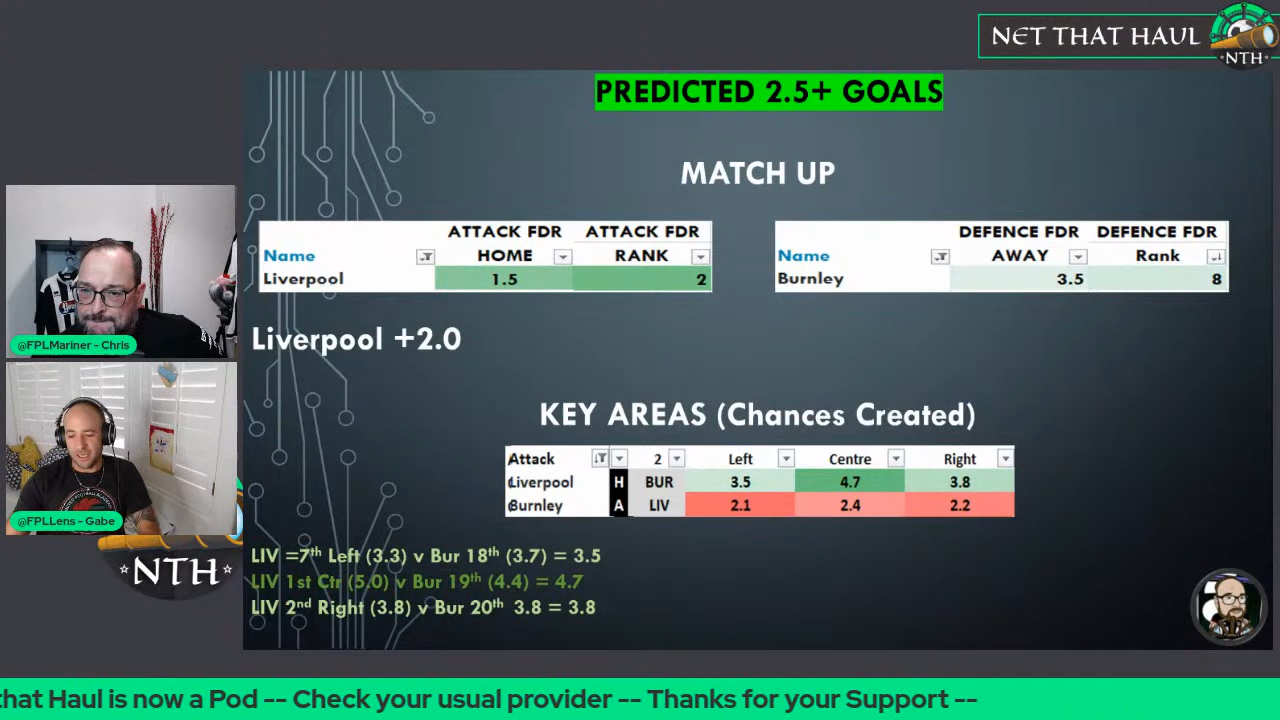 NET THAT HAUL
NTH
PREDICTED 2.5+ GOALS
MATCH UP
ATTACK FDR ATTACK FDR
Name HOME RANK
Liverpool 1.5 2
DEFENCE FDR DEFENCE FDR
Name AWAY Rank
Burnley 3.5 8
@FPLMariner - Chris
Liverpool +2.0
KEY AREAS (Chances Created)
Attack 2 Left Centre Right
Liverpool H BUR 3.5 4.7 3.8
Burnley A LIV 2.1 2.4 2.2
@FPLLens - Gabe
LIV =7th Left (3.3) v Bur 18th (3.7) = 3.5
LIV 1st Ctr (5.0) v Bur 19th (4.4) = 4.7
LIV 2nd Right (3.8) v Bur 20th 3.8 = 3.8
NTH
that Haul is now a Pod -- Check your usual provider -- Thanks for your Support --